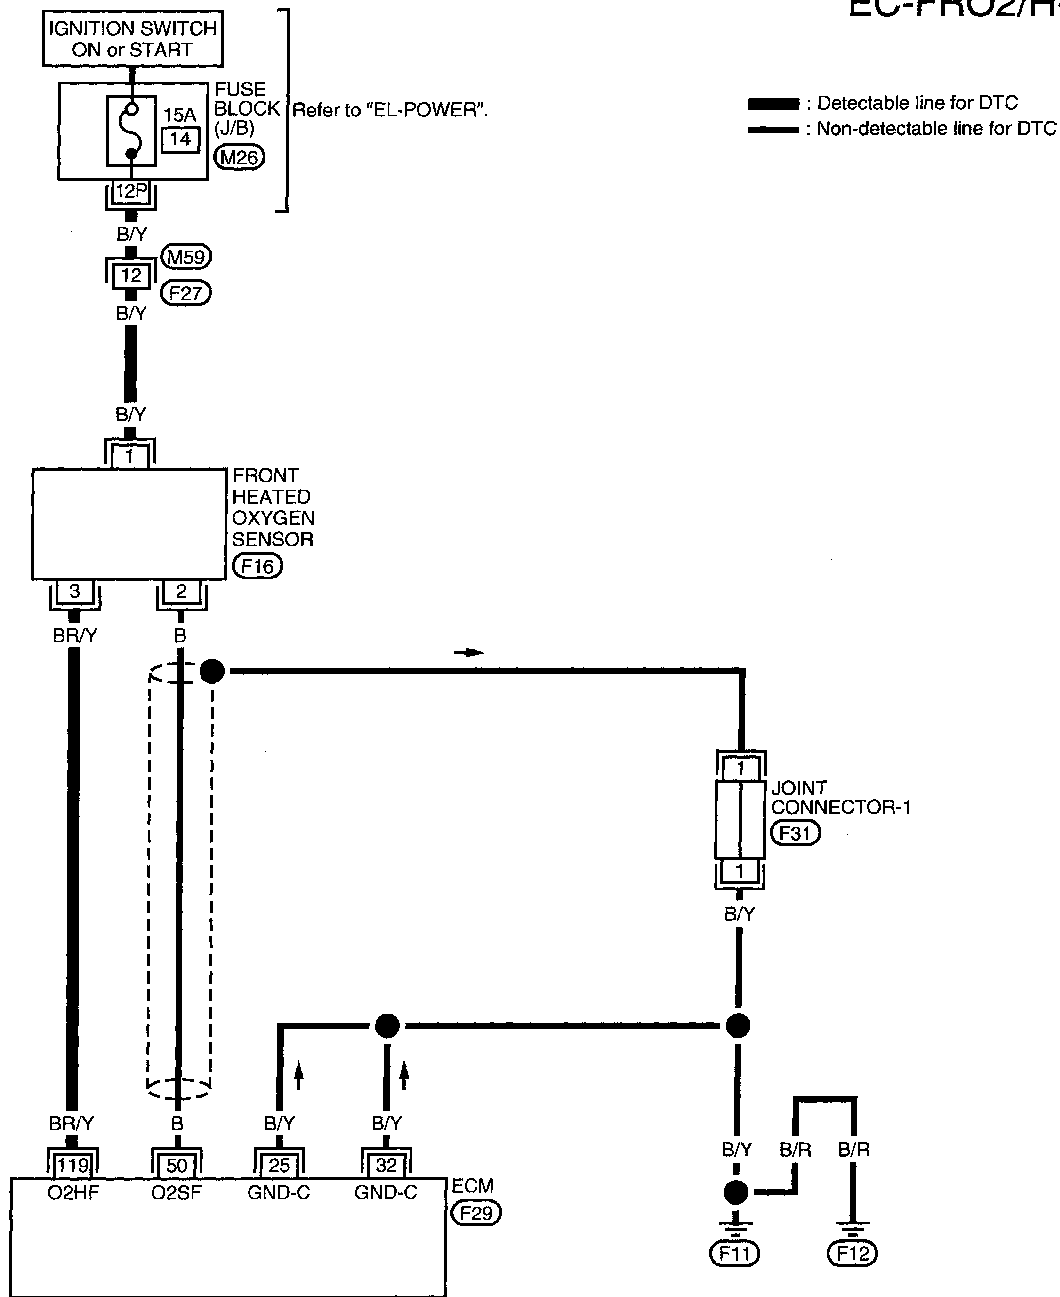 EC-FRO2/H-
IGNITION SWITCH
ON or START
FUSE
BLOCK
(J/B)
Refer to "EL-POWER".
15A
14
M26
: Detectable line for DTC
: Non-detectable line for DTC
12P
B/Y
M59
12
F27
B/Y
B/Y
1
FRONT
HEATED
OXYGEN
SENSOR
F16
3
2
BR/Y
B
1
JOINT
CONNECTOR-1
F31
1
B/Y
BR/Y
B
B/Y
B/Y
B/Y
B/R
B/R
119
50
25
32
O2HF
O2SF
GND-C
GND-C
ECM
F29
F11
F12